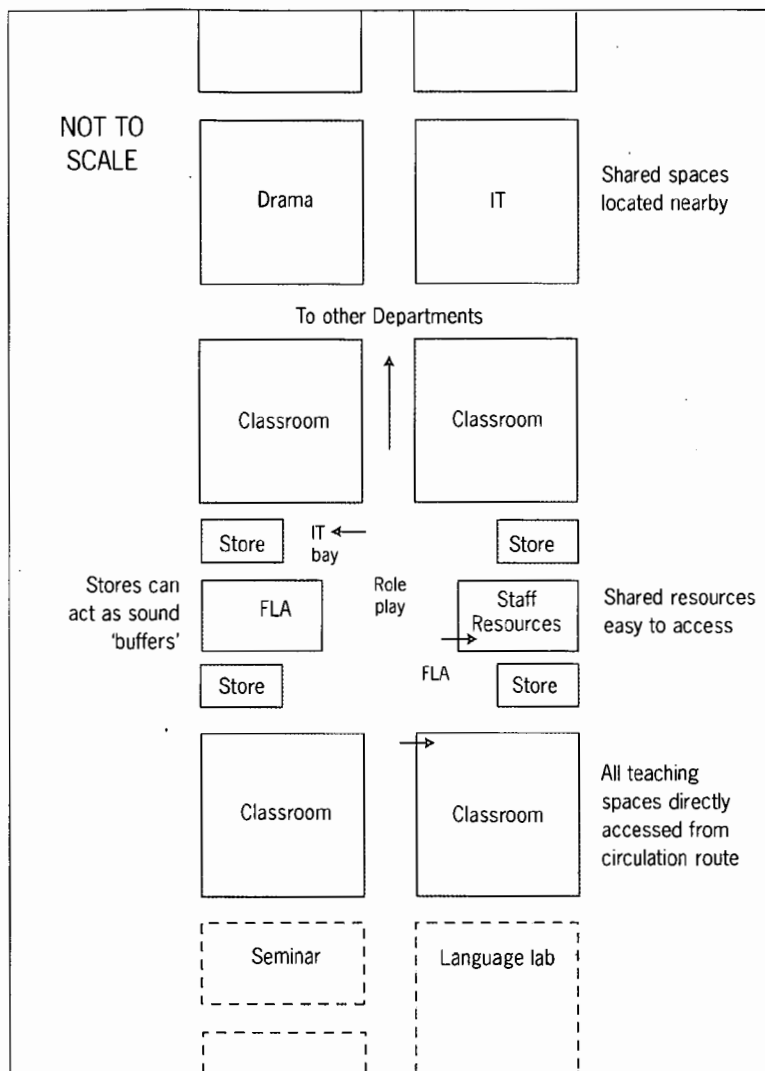 NOT TO
SCALE
Drama
IT
Shared spaces
located nearby
To other Departments
Classroom
Classroom
Store
IT
bay
Store
Stores can
act as sound
'buffers'
FLA
Role
play
Staff
Resources
Shared resources
easy to access
Store
FLA
Store
Classroom
Classroom
All teaching
spaces directly
accessed from
circulation route
Seminar
Language lab